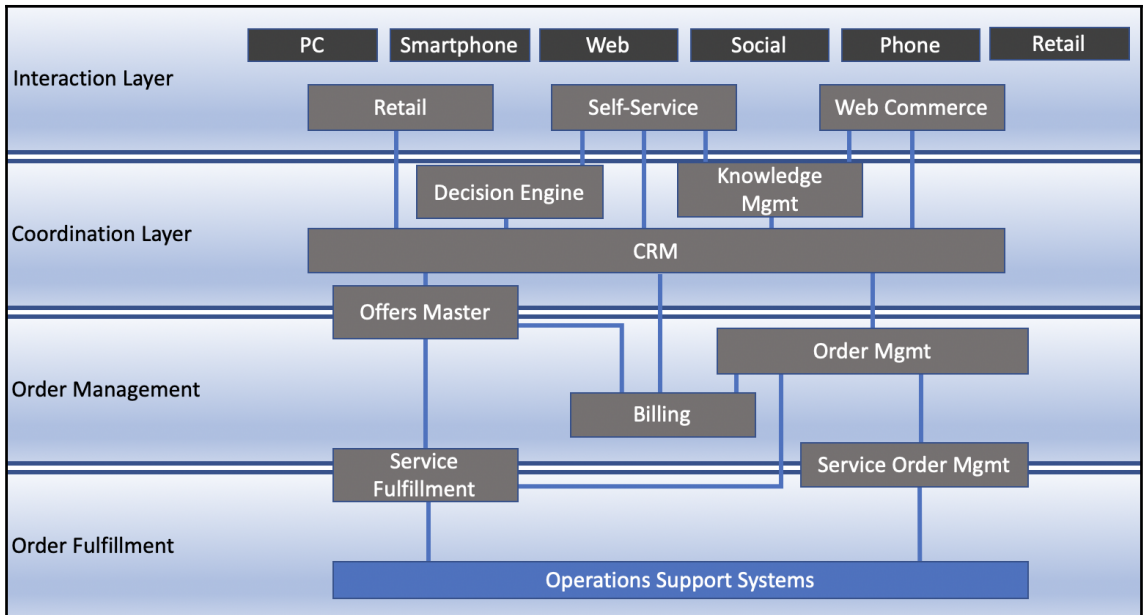 PC
Smartphone
Web
Social
Phone
Retail
Interaction Layer
Retail
Self-Service
Web Commerce
Decision Engine
Knowledge
Mgmt
Coordination Layer
CRM
Offers Master
Order Mgmt
Order Management
Billing
Service
Fulfillment
Service Order Mgmt
Order Fulfillment
Operations Support Systems